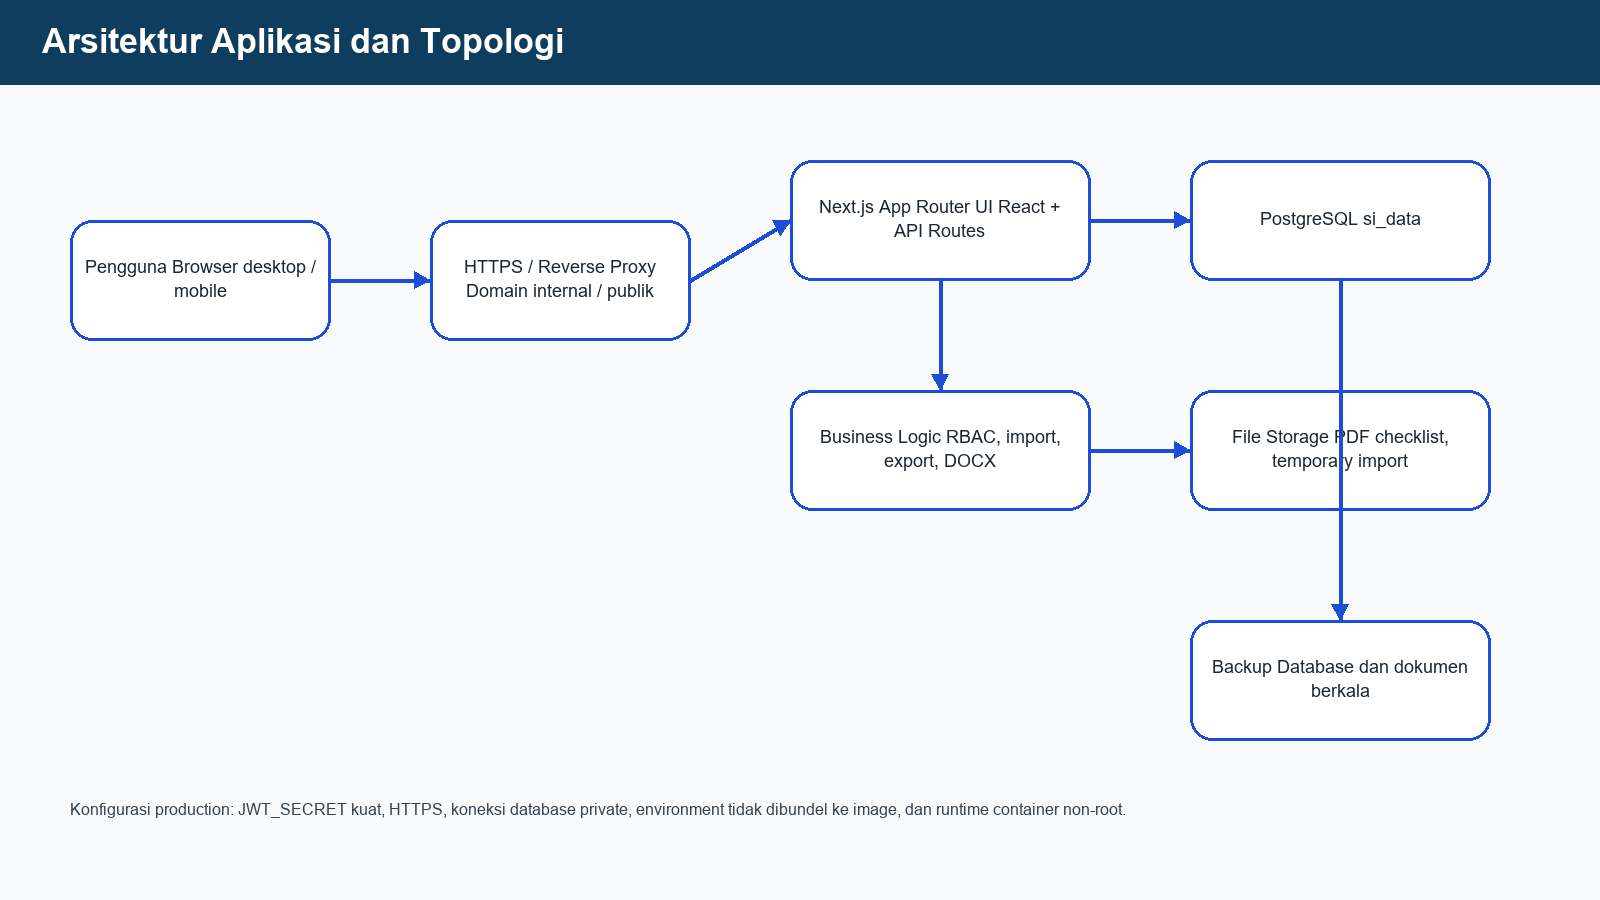 Arsitektur Aplikasi dan Topologi
Pengguna Browser desktop /
mobile
HTTPS / Reverse Proxy
Domain internal / publik
Next.js App Router UI React +
API Routes
PostgreSQL si_data
Business Logic RBAC, import,
export, DOCX
File Storage PDF checklist,
temporary import
Backup Database dan dokumen
berkala
Konfigurasi production: JWT_SECRET kuat, HTTPS, koneksi database private, environment tidak dibundel ke image, dan runtime container non-root.